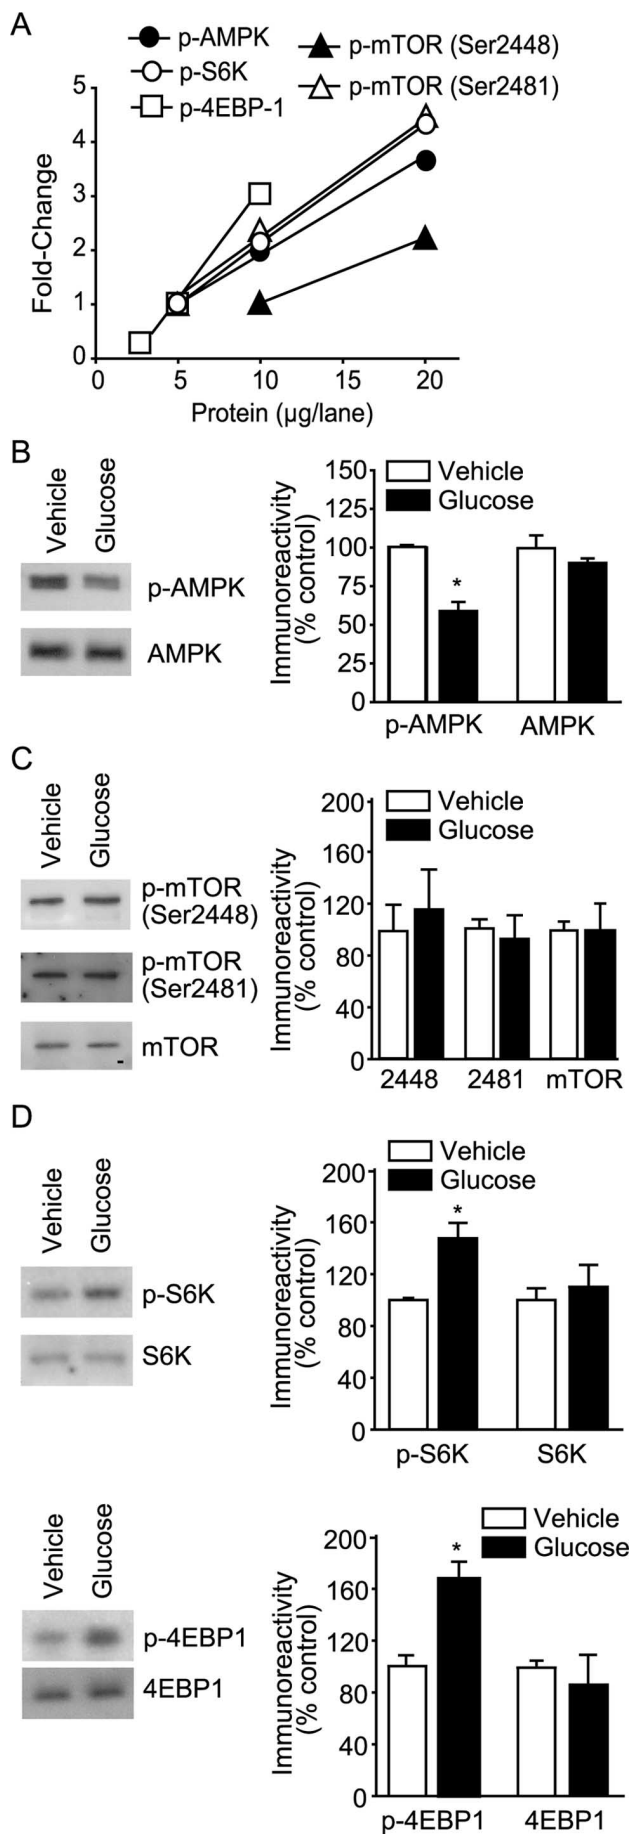 A
p-AMPK
p-mTOR (Ser2448)
p-S6K
p-mTOR (Ser2481)
p-4EBP-1
5
4
3
2
1
0
Fold-Change
0 5 10 15 20
Protein (µg/lane)
B
Vehicle
Glucose
p-AMPK
AMPK
Immunoreactivity
(% control)
150
125
100
75
50
25
0
Vehicle
Glucose
*
p-AMPK AMPK
C
Vehicle
Glucose
p-mTOR
(Ser2448)
p-mTOR
(Ser2481)
mTOR
Immunoreactivity
(% control)
200
160
120
80
40
0
Vehicle
Glucose
2448 2481 mTOR
D
Vehicle
Glucose
p-S6K
S6K
Immunoreactivity
(% control)
200
160
120
80
40
0
Vehicle
Glucose
*
p-S6K S6K
Vehicle
Glucose
p-4EBP1
4EBP1
Immunoreactivity
(% control)
200
160
120
80
40
0
Vehicle
Glucose
*
p-4EBP1 4EBP1